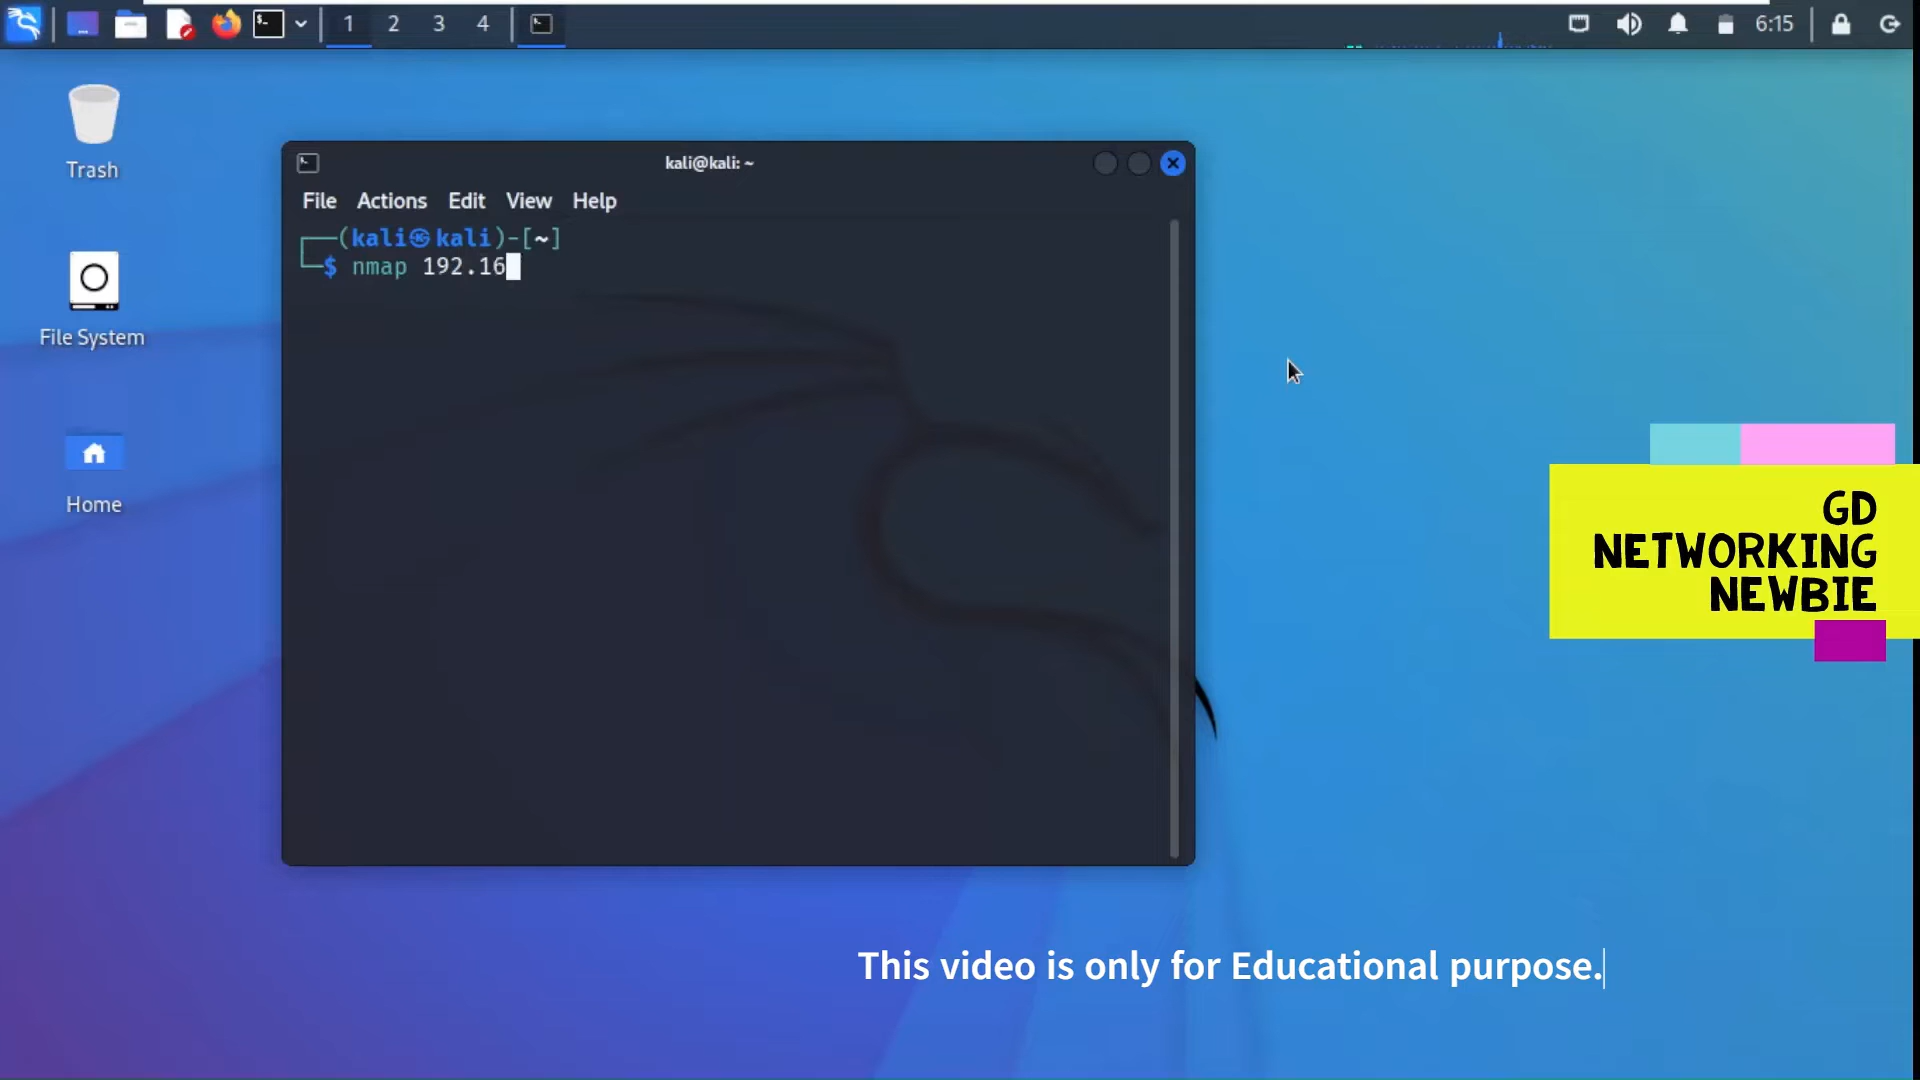 1 2 3 4 6:15
Trash
File System
Home
kali@kali: ~
File Actions Edit View Help
(kali㉿kali)-[~]
$ nmap 192.16
GD
NETWORKING
NEWBIE
This video is only for Educational purpose.